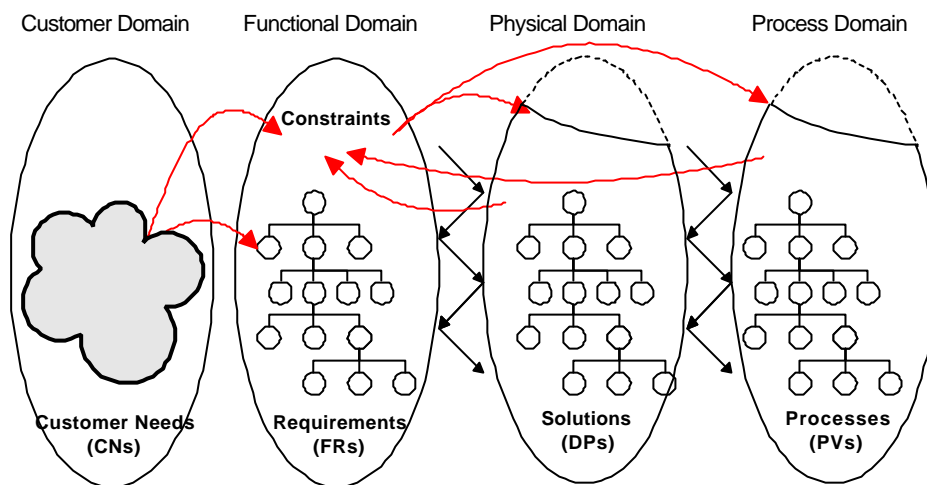 Customer Domain
Functional Domain
Physical Domain
Process Domain
Constraints
Customer Needs
(CNs)
Requirements
(FRs)
Solutions
(DPs)
Processes
(PVs)